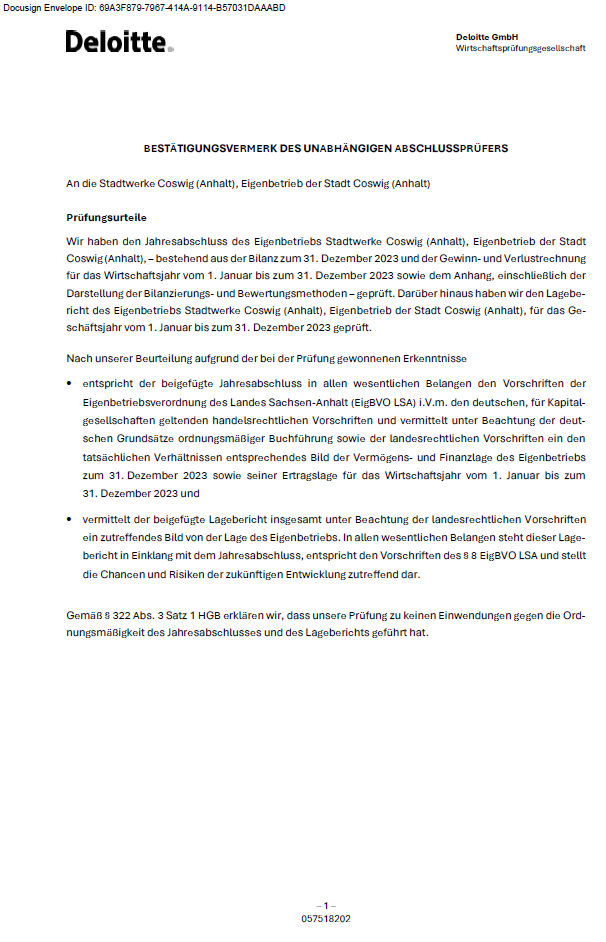 Docusign Envelope ID: 69A3F879-7967-414A-9114-B57031DAAABD
Deloitte.
Deloitte GmbH
Wirtschaftsprüfungsgesellschaft
BESTÄTIGUNGSVERMERK DES UNABHÄNGIGEN ABSCHLUSSPRÜFERS
An die Stadtwerke Coswig (Anhalt), Eigenbetrieb der Stadt Coswig (Anhalt)
Prüfungsurteile
Wir haben den Jahresabschluss des Eigenbetriebs Stadtwerke Coswig (Anhalt), Eigenbetrieb der Stadt
Coswig (Anhalt), – bestehend aus der Bilanz zum 31. Dezember 2023 und der Gewinn- und Verlustrechnung
für das Wirtschaftsjahr vom 1. Januar bis zum 31. Dezember 2023 sowie dem Anhang, einschließlich der
Darstellung der Bilanzierungs- und Bewertungsmethoden – geprüft. Darüber hinaus haben wir den Lagebe-
richt des Eigenbetriebs Stadtwerke Coswig (Anhalt), Eigenbetrieb der Stadt Coswig (Anhalt), für das Ge-
schäftsjahr vom 1. Januar bis zum 31. Dezember 2023 geprüft.
Nach unserer Beurteilung aufgrund der bei der Prüfung gewonnenen Erkenntnisse
• entspricht der beigefügte Jahresabschluss in allen wesentlichen Belangen den Vorschriften der
Eigenbetriebsverordnung des Landes Sachsen-Anhalt (EigBVO LSA) i.V.m. den deutschen, für Kapital-
gesellschaften geltenden handelsrechtlichen Vorschriften und vermittelt unter Beachtung der deut-
schen Grundsätze ordnungsmäßiger Buchführung sowie der landesrechtlichen Vorschriften ein den
tatsächlichen Verhältnissen entsprechendes Bild der Vermögens- und Finanzlage des Eigenbetriebs
zum 31. Dezember 2023 sowie seiner Ertragslage für das Wirtschaftsjahr vom 1. Januar bis zum
31. Dezember 2023 und
• vermittelt der beigefügte Lagebericht insgesamt unter Beachtung der landesrechtlichen Vorschriften
ein zutreffendes Bild von der Lage des Eigenbetriebs. In allen wesentlichen Belangen steht dieser Lage-
bericht in Einklang mit dem Jahresabschluss, entspricht den Vorschriften des § 8 EigBVO LSA und stellt
die Chancen und Risiken der zukünftigen Entwicklung zutreffend dar.
Gemäß § 322 Abs. 3 Satz 1 HGB erklären wir, dass unsere Prüfung zu keinen Einwendungen gegen die Ord-
nungsmäßigkeit des Jahresabschlusses und des Lageberichts geführt hat.
– 1 –
057518202